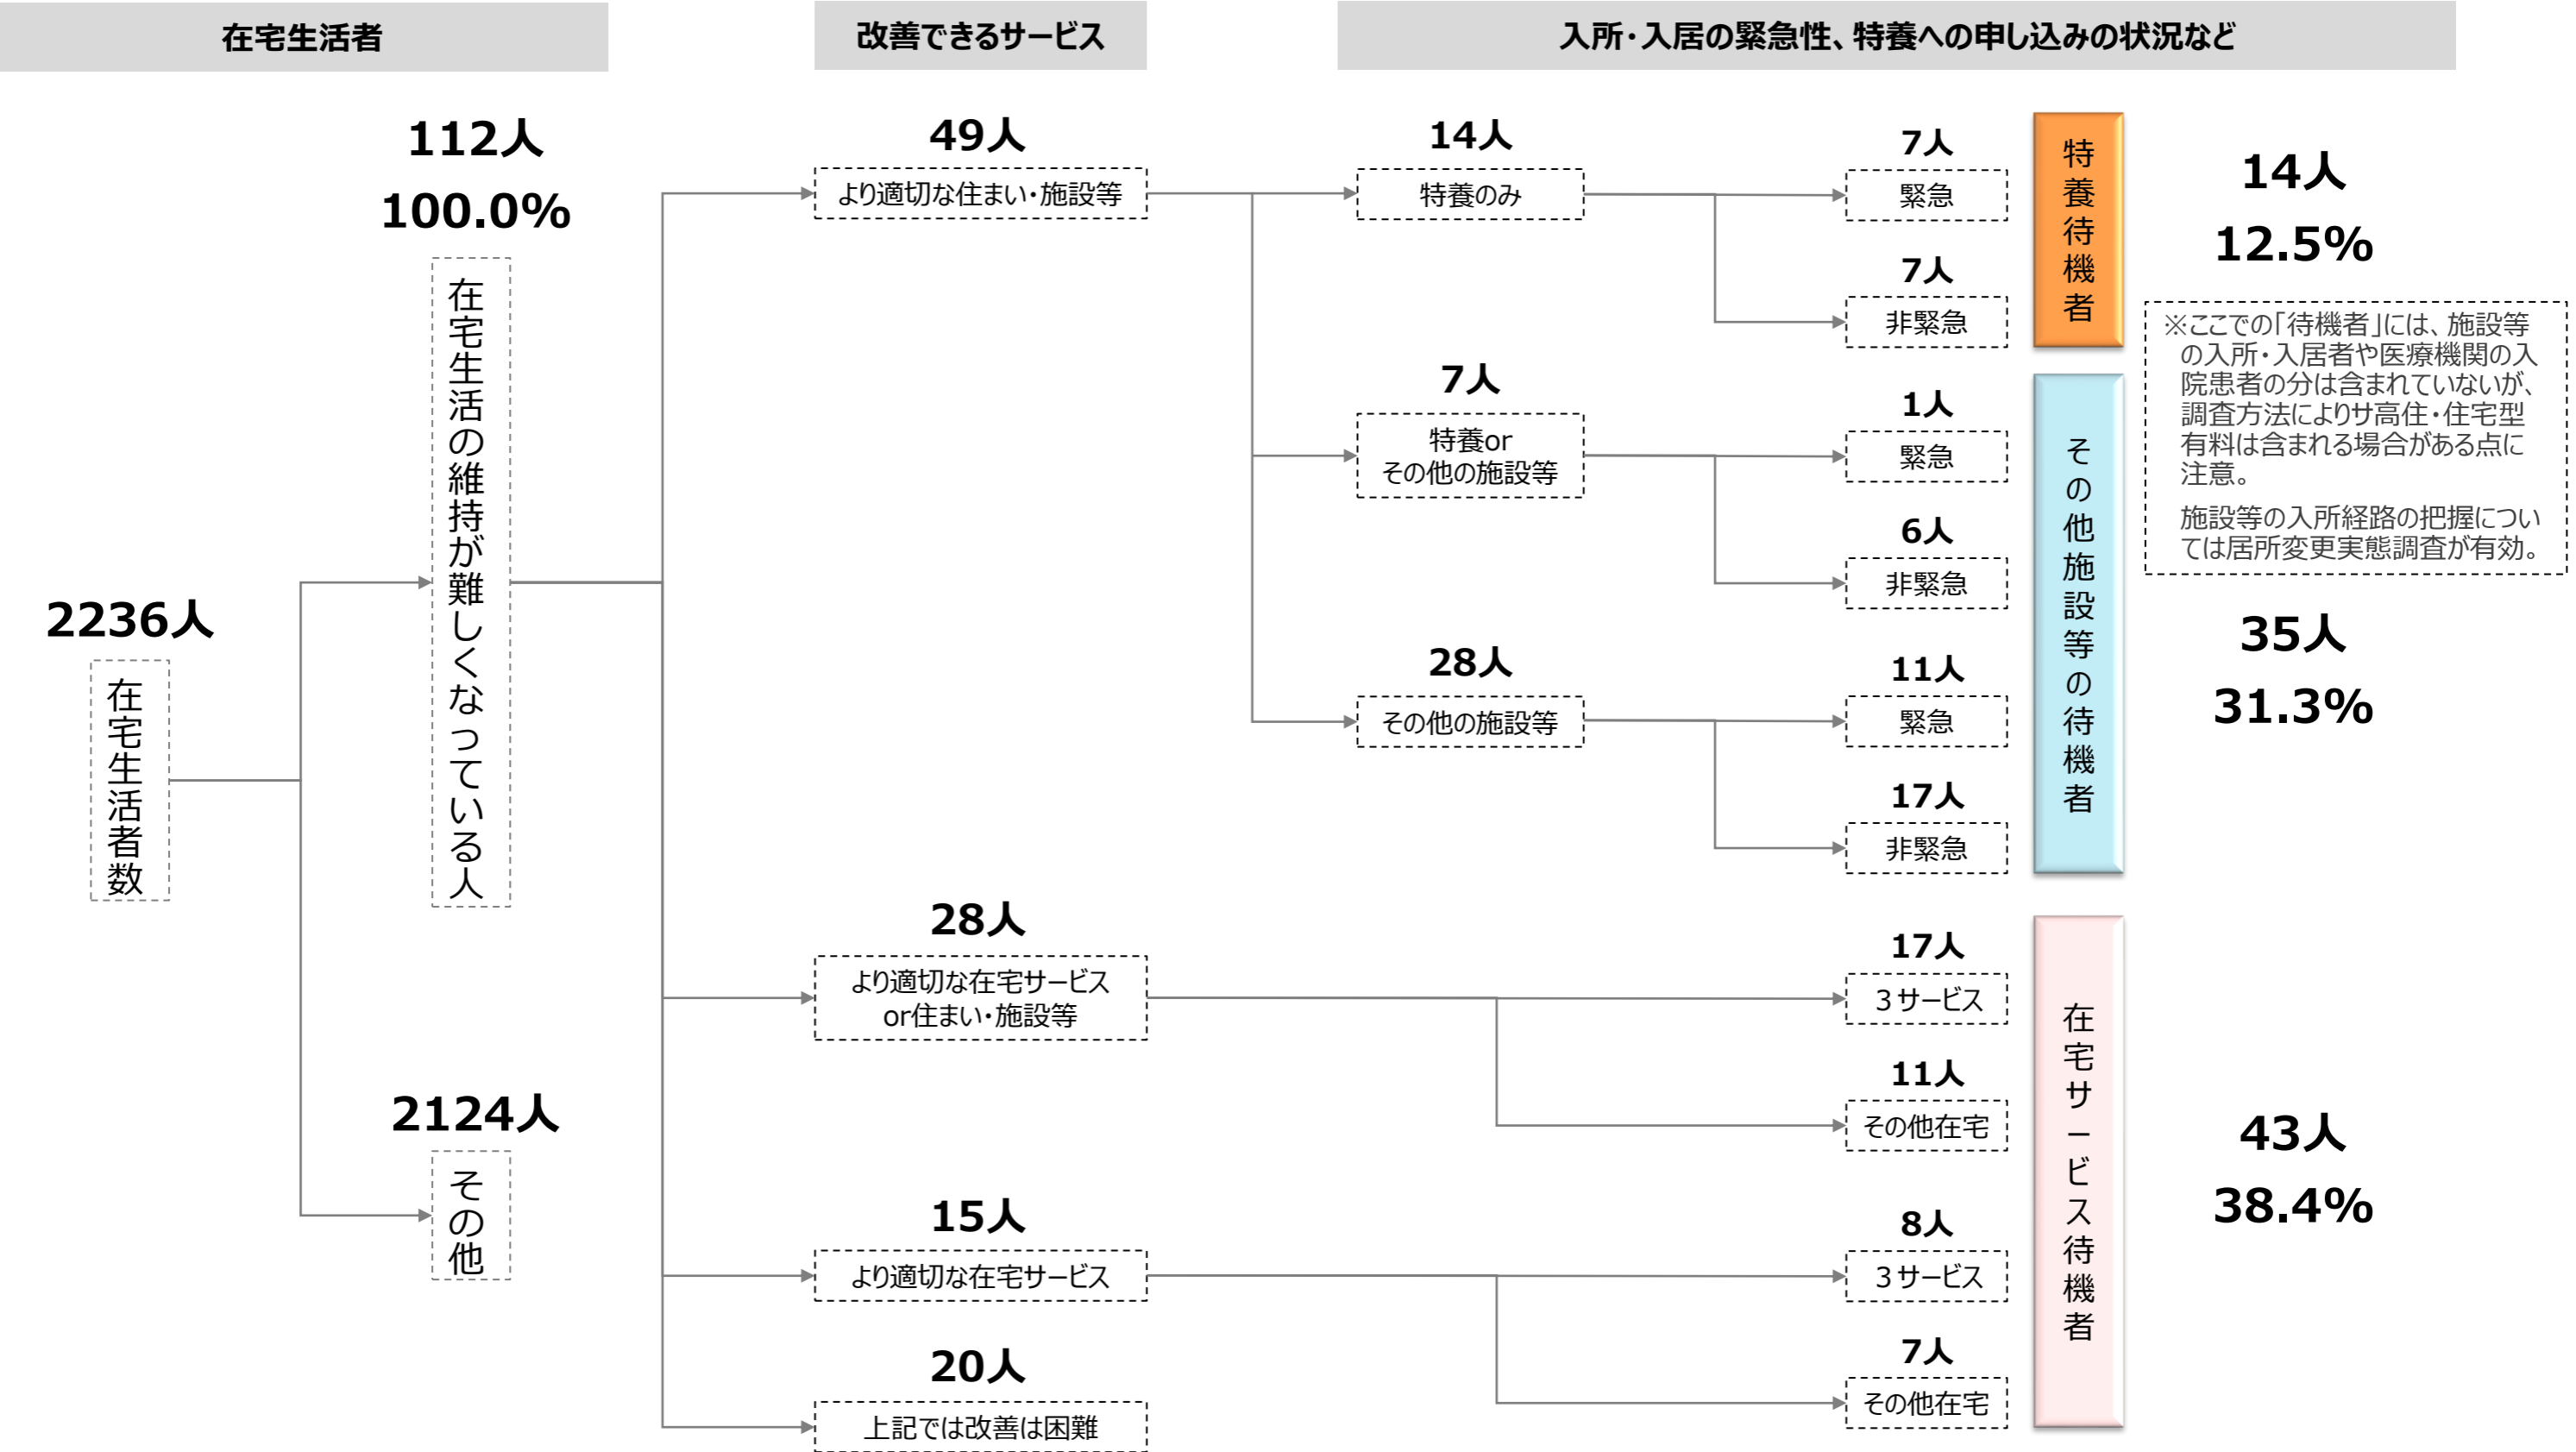 在宅生活者
改善できるサービス
入所・入居の緊急性、特養への申し込みの状況など
2236人
在宅生活者数
112人
100.0%
在宅生活の維持が難しくなっている人
2124人
その他
49人
より適切な住まい・施設等
28人
より適切な在宅サービス
or住まい・施設等
15人
より適切な在宅サービス
20人
上記では改善は困難
14人
特養のみ
7人
特養or
その他の施設等
28人
その他の施設等
7人
緊急
7人
非緊急
1人
緊急
6人
非緊急
11人
緊急
17人
非緊急
17人
３サービス
11人
その他在宅
8人
３サービス
7人
その他在宅
特養待機者
14人
12.5%
※ここでの「待機者」には、施設等
の入所・入居者や医療機関の入
院患者の分は含まれていないが、
調査方法によりサ高住・住宅型
有料は含まれる場合がある点に
注意。
施設等の入所経路の把握につい
ては居所変更実態調査が有効。
その他施設等の待機者
35人
31.3%
在宅サービス待機者
43人
38.4%